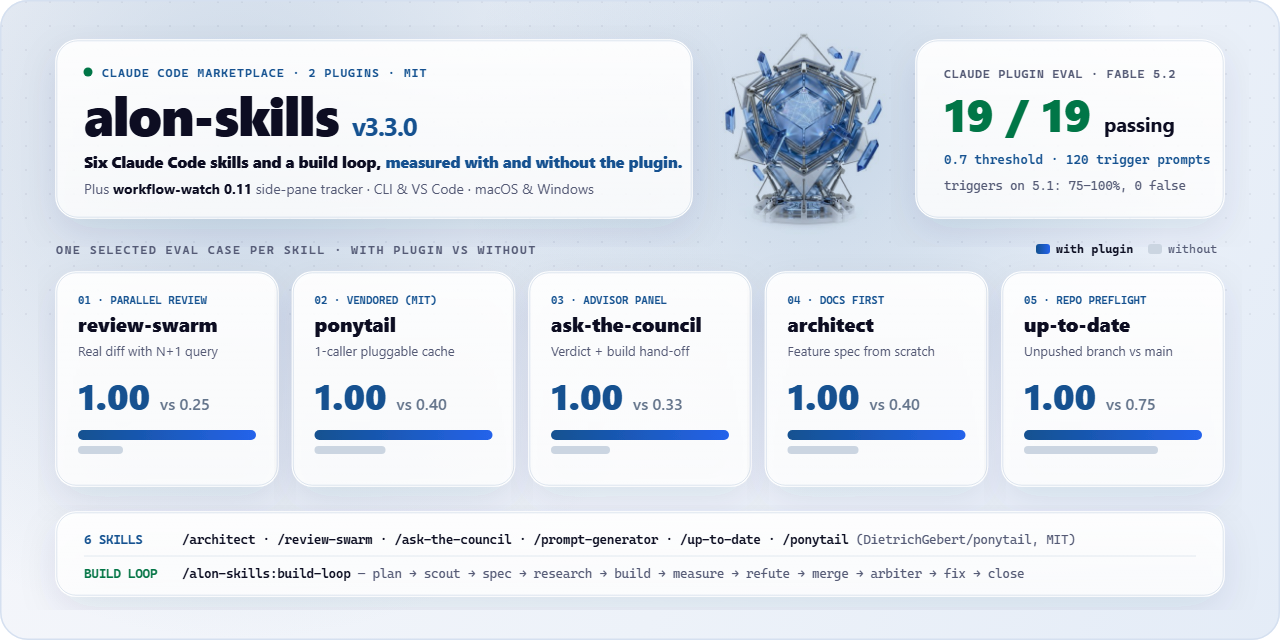 CLAUDE CODE MARKETPLACE · 2 PLUGINS · MIT
alon-skills v3.3.0
Six Claude Code skills and a build loop, measured with and without the plugin.
Plus workflow-watch 0.11 side-pane tracker · CLI & VS Code · macOS & Windows
CLAUDE PLUGIN EVAL · FABLE 5.2
19 / 19 passing
0.7 threshold · 120 trigger prompts
triggers on 5.1: 75–100%, 0 false
ONE SELECTED EVAL CASE PER SKILL · WITH PLUGIN VS WITHOUT
with plugin
without
01 · PARALLEL REVIEW
review-swarm
Real diff with N+1 query
1.00 vs 0.25
02 · VENDORED (MIT)
ponytail
1-caller pluggable cache
1.00 vs 0.40
03 · ADVISOR PANEL
ask-the-council
Verdict + build hand-off
1.00 vs 0.33
04 · DOCS FIRST
architect
Feature spec from scratch
1.00 vs 0.40
05 · REPO PREFLIGHT
up-to-date
Unpushed branch vs main
1.00 vs 0.75
6 SKILLS /architect · /review-swarm · /ask-the-council · /prompt-generator · /up-to-date · /ponytail (DietrichGebert/ponytail, MIT)
BUILD LOOP /alon-skills:build-loop — plan → scout → spec → research → build → measure → refute → merge → arbiter → fix → close